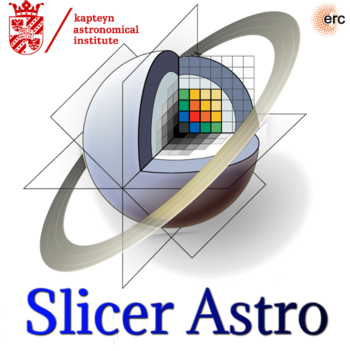 kapteyn
astronomical
institute
erc
Slicer Astro